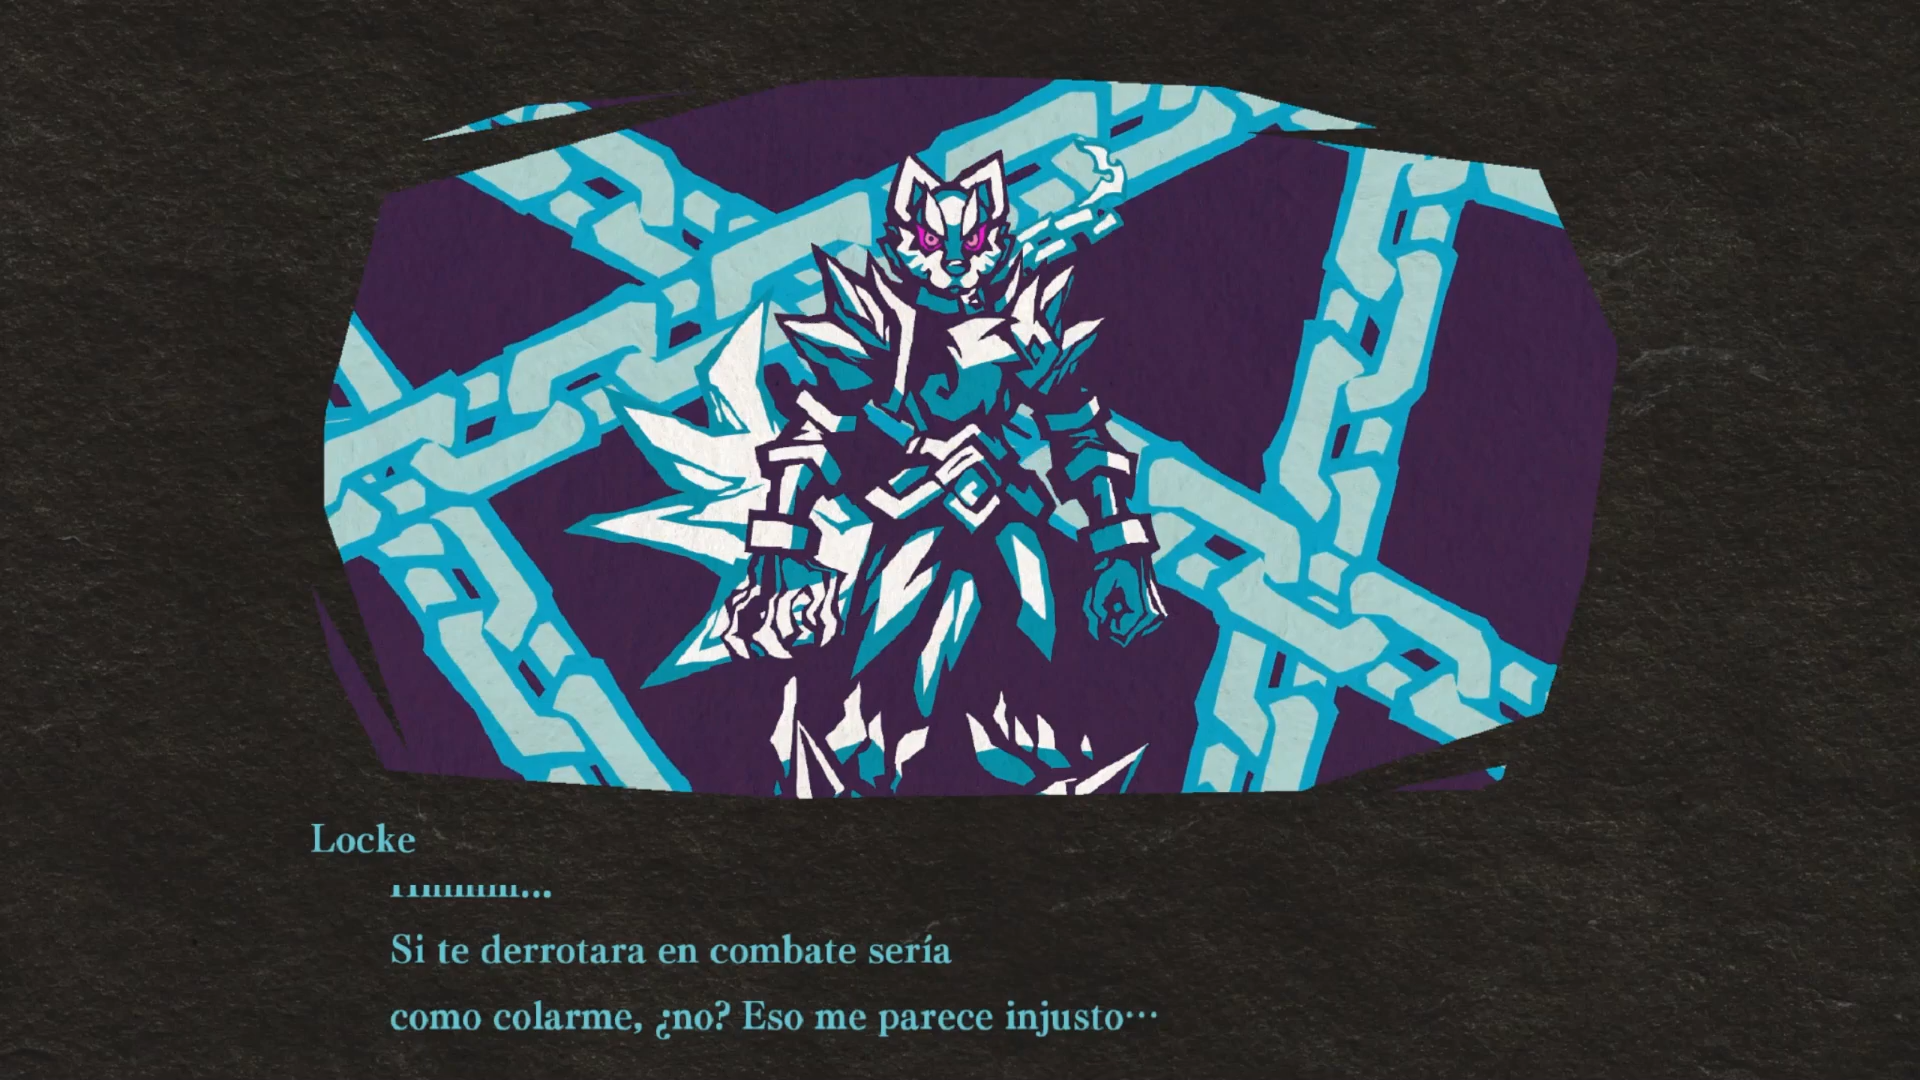 Locke
Si te derrotara en combate sería
como colarme, ¿no? Eso me parece injusto…